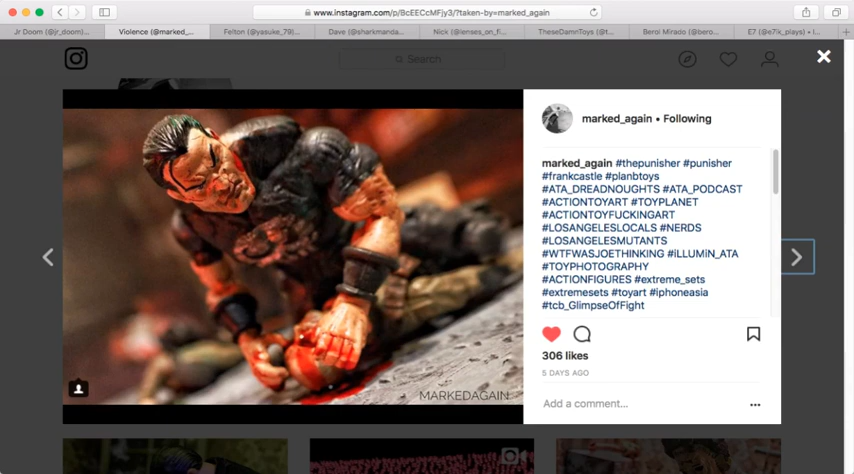 www.instagram.com/p/BcEECcMFjy3/?taken-by=marked_again
Jr Doom (@jr_doom)...
Violence (@marked_...
Felton (@yasuke_79)...
Dave (@sharkmanda...
Nick (@lenses_on_fi...
TheseDamnToys (@t...
Berol Mirado (@bero...
E7 (@e7ik_plays) • I...
Search
marked_again • Following
marked_again #thepunisher #punisher
#frankcastle #planbtoys
#ATA_DREADNOUGHTS #ATA_PODCAST
#ACTIONTOYART #TOYPLANET
#ACTIONTOYFUCKINGART
#LOSANGELESLOCALS #NERDS
#LOSANGELESMUTANTS
#WTFWASJOETHINKING #iLLUMiN_ATA
#TOYPHOTOGRAPHY
#ACTIONFIGURES #extreme_sets
#extremesets #toyart #iphoneasia
#tcb_GlimpseOfFight
306 likes
5 DAYS AGO
Add a comment...
MARKEDAGAIN